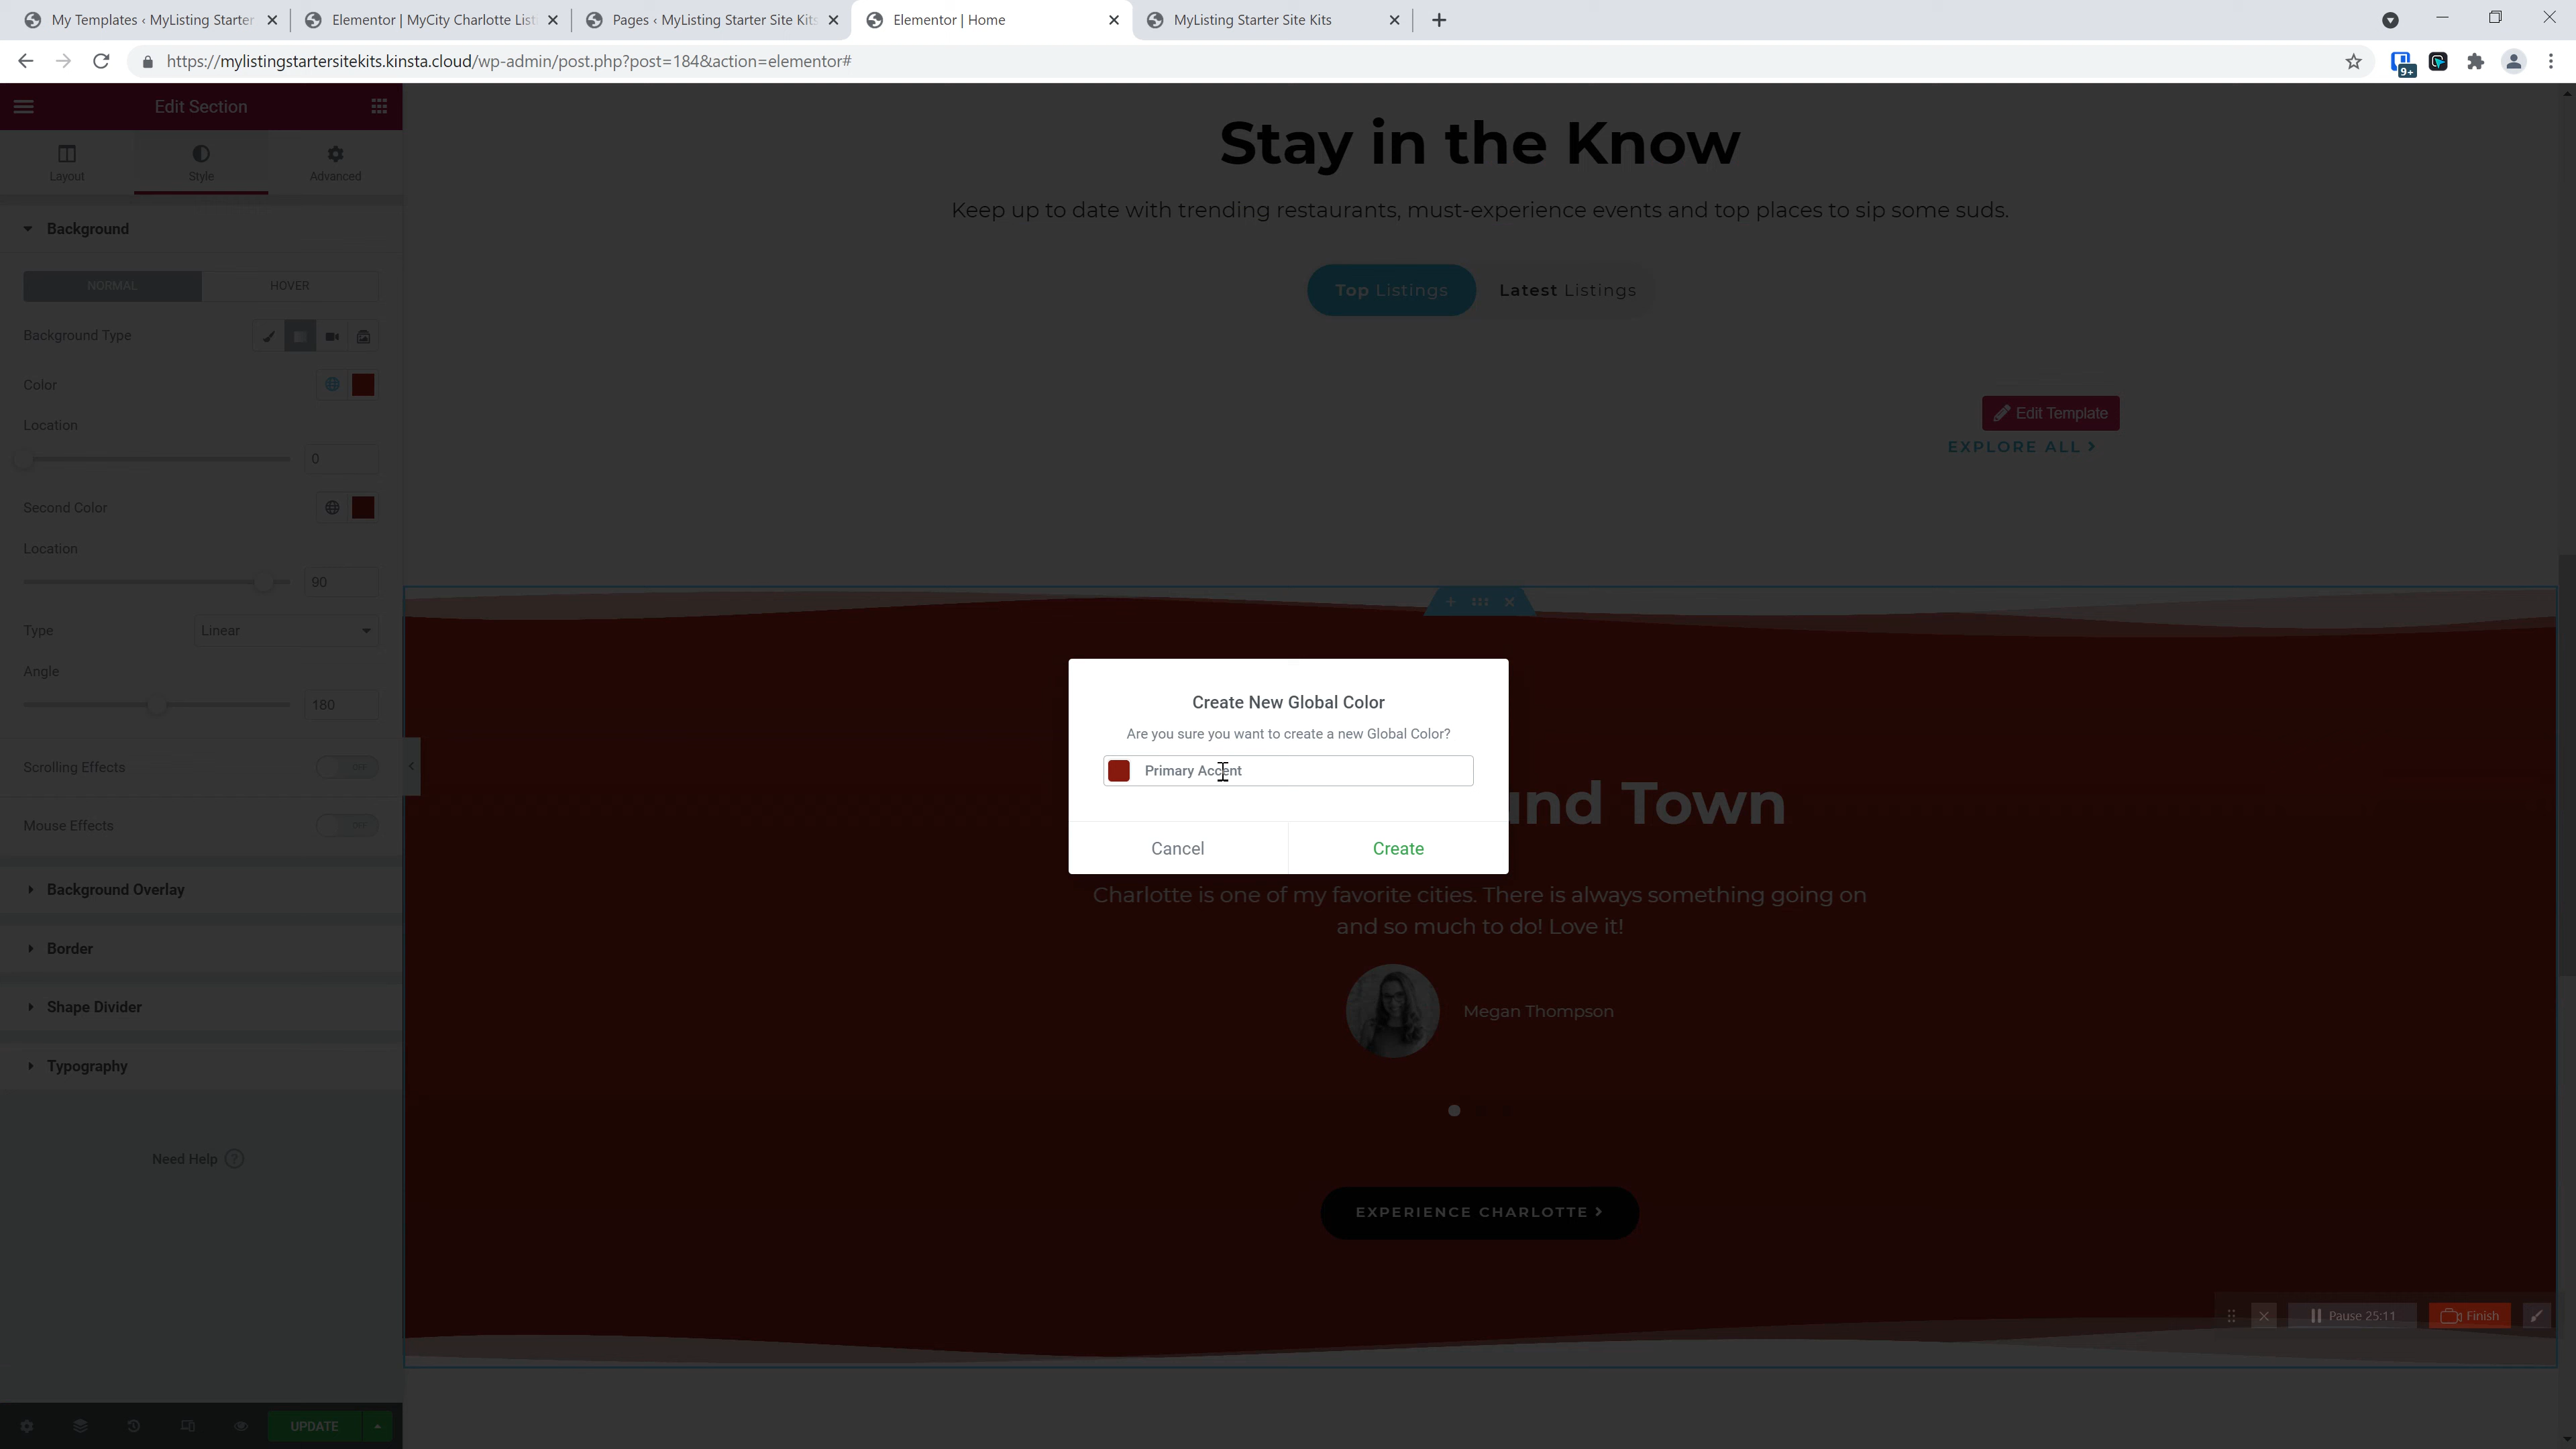 My Templates ‹ MyListing Starter
Elementor | MyCity Charlotte List
Pages ‹ MyListing Starter Site Kits
Elementor | Home
MyListing Starter Site Kits
https://mylistingstartersitekits.kinsta.cloud/wp-admin/post.php?post=184&action=elementor#
9+
Edit Section
Layout
Style
Advanced
Background
NORMAL
HOVER
Background Type
Color
Location
0
Second Color
Location
90
Type
Linear
Angle
180
Scrolling Effects
OFF
Mouse Effects
OFF
Background Overlay
Border
Shape Divider
Typography
Need Help
UPDATE
Stay in the Know
Keep up to date with trending restaurants, must-experience events and top places to sip some suds.
Top Listings
Latest Listings
Edit Template
EXPLORE ALL >
Create New Global Color
Are you sure you want to create a new Global Color?
Primary Accent
Cancel
Create
und Town
Charlotte is one of my favorite cities. There is always something going on
and so much to do! Love it!
Megan Thompson
EXPERIENCE CHARLOTTE >
Pause 25:11
Finish